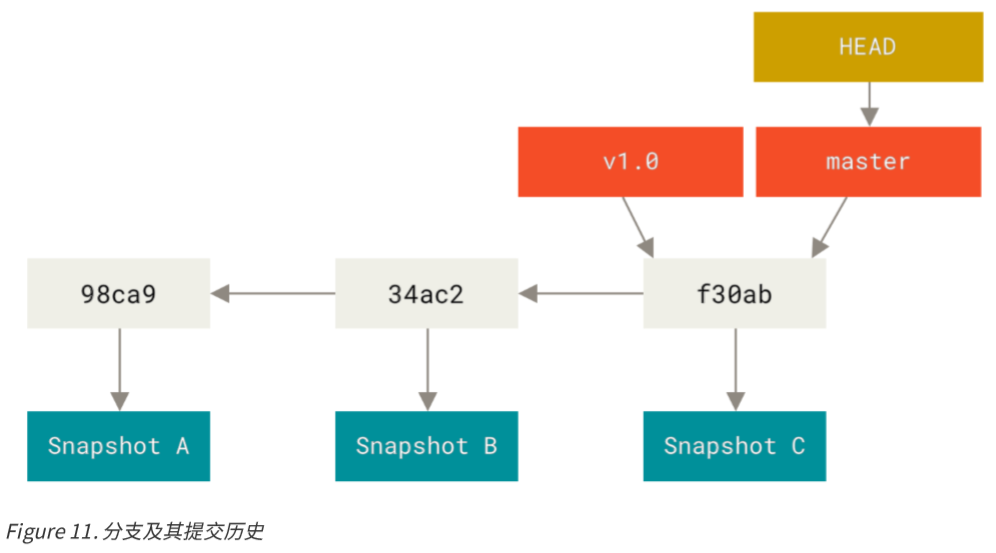 HEAD
v1.0
master
98ca9
34ac2
f30ab
Snapshot A
Snapshot B
Snapshot C
Figure 11. 分支及其提交历史